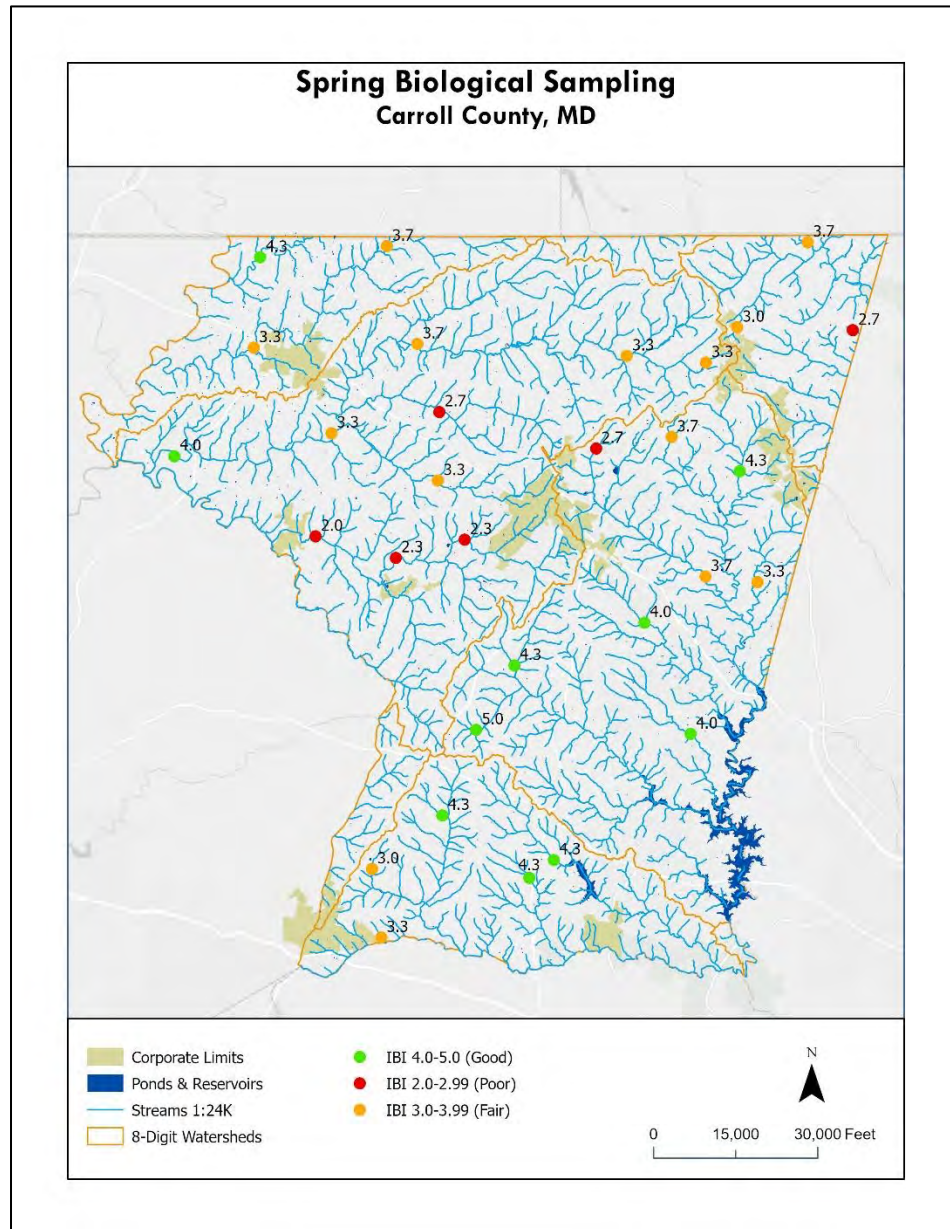 Spring Biological Sampling
Carroll County, MD
3.7
3.7
4.3
3.0
2.7
3.3
3.7
3.3
3.3
2.7
3.3
3.7
2.7
4.0
4.3
3.3
2.0
2.3
2.3
3.7
3.3
4.0
4.3
5.0
4.0
4.3
4.3
3.0
4.3
3.3
Corporate Limits
Ponds & Reservoirs
Streams 1:24K
8-Digit Watersheds
IBI 4.0-5.0 (Good)
IBI 2.0-2.99 (Poor)
IBI 3.0-3.99 (Fair)
N
0 15,000 30,000 Feet